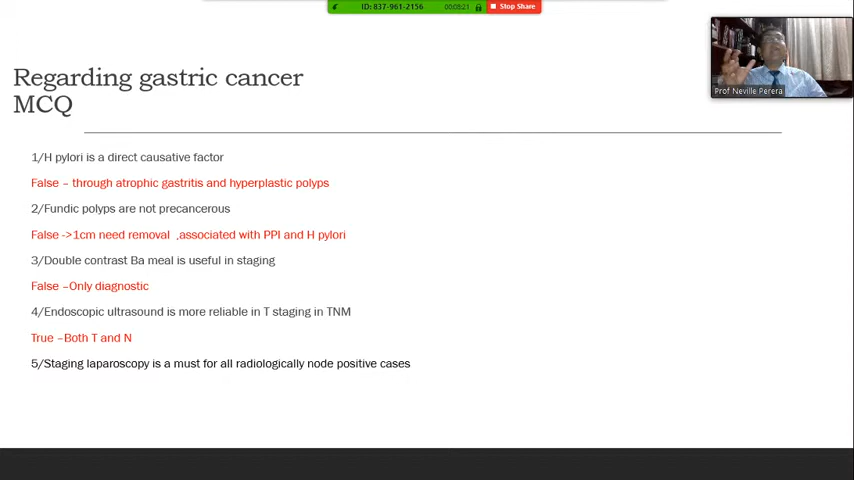 ID: 837-961-2156
00:08:21
Stop Share
Prof Neville Perera
Regarding gastric cancer
MCQ
1/H pylori is a direct causative factor
False – through atrophic gastritis and hyperplastic polyps
2/Fundic polyps are not precancerous
False ->1cm need removal ,associated with PPI and H pylori
3/Double contrast Ba meal is useful in staging
False –Only diagnostic
4/Endoscopic ultrasound is more reliable in T staging in TNM
True –Both T and N
5/Staging laparoscopy is a must for all radiologically node positive cases